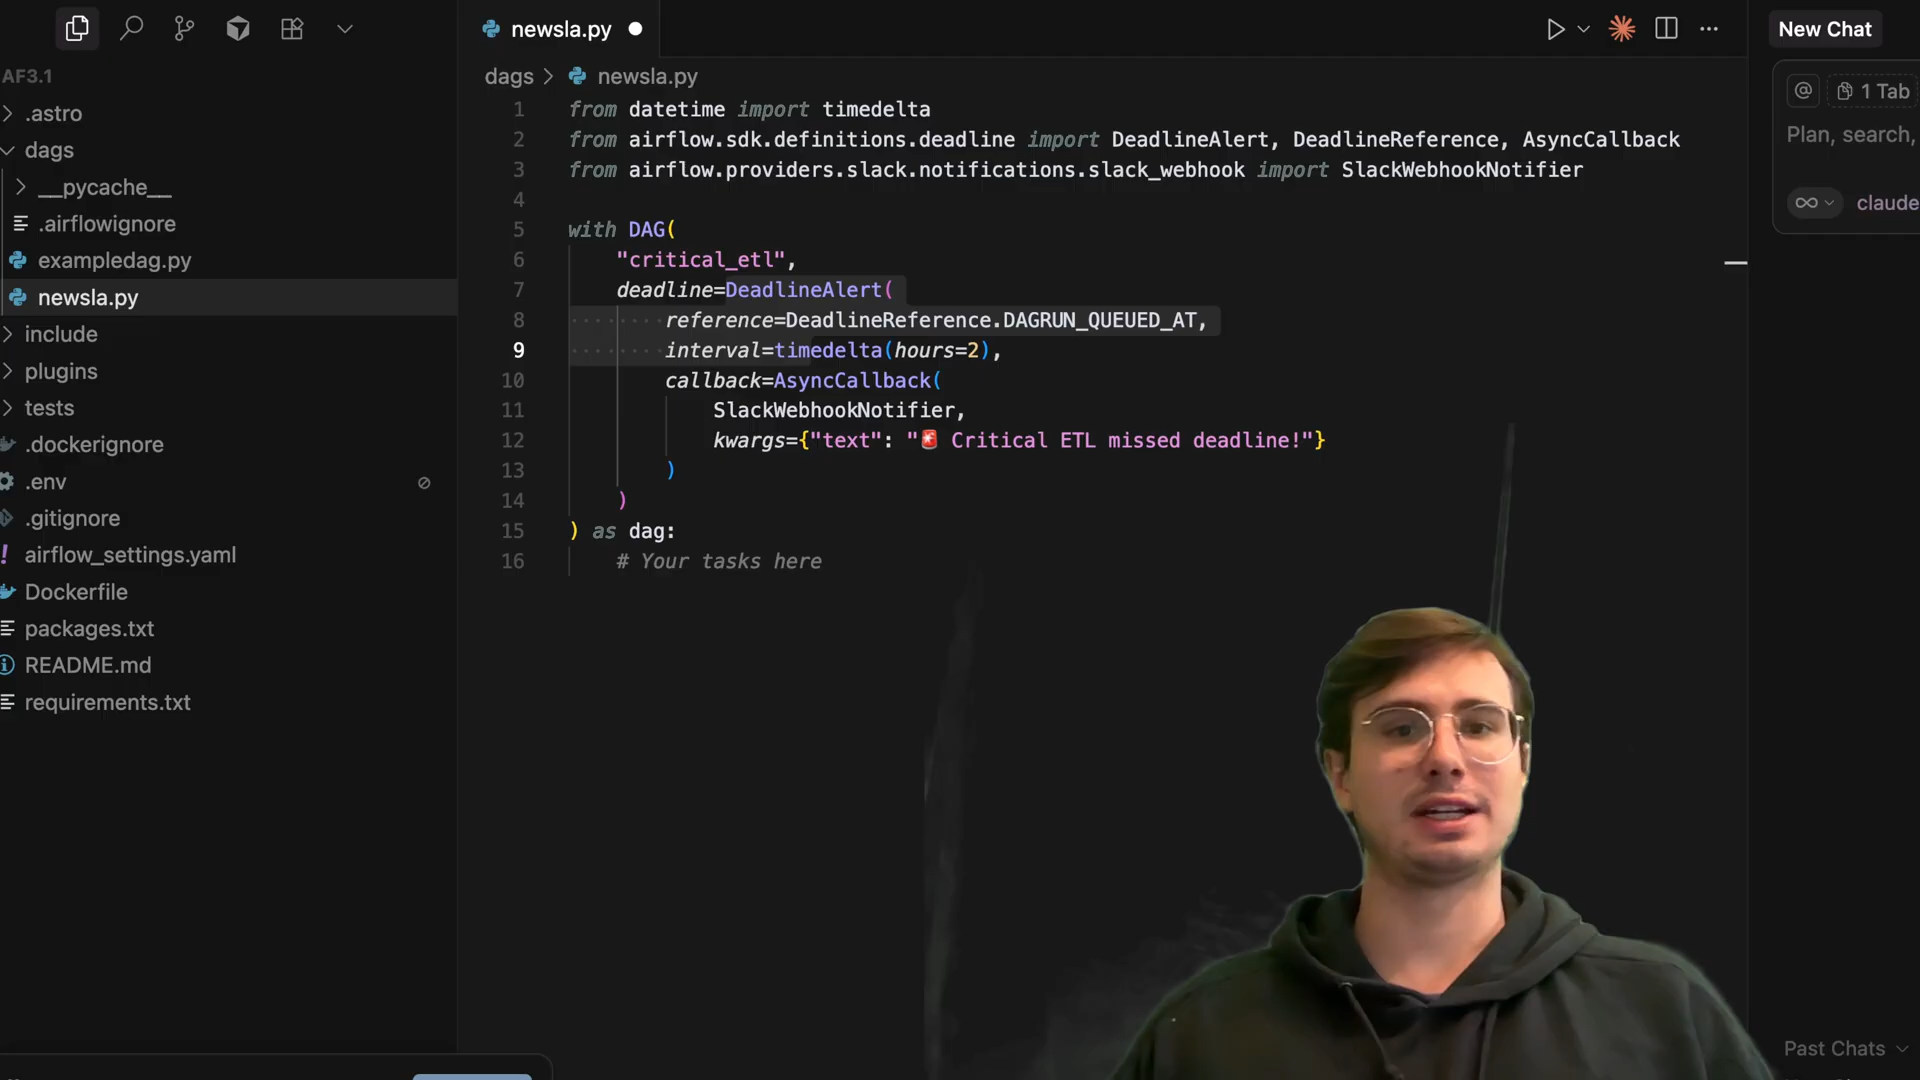 newsla.py
New Chat
AF3.1
.astro
dags
__pycache__
.airflowignore
exampledag.py
newsla.py
include
plugins
tests
.dockerignore
.env
.gitignore
airflow_settings.yaml
Dockerfile
packages.txt
README.md
requirements.txt
dags > newsla.py
1 from datetime import timedelta
2 from airflow.sdk.definitions.deadline import DeadlineAlert, DeadlineReference, AsyncCallback
3 from airflow.providers.slack.notifications.slack_webhook import SlackWebhookNotifier
4
5 with DAG(
6 "critical_etl",
7 deadline=DeadlineAlert(
8 reference=DeadlineReference.DAGRUN_QUEUED_AT,
9 interval=timedelta(hours=2),
10 callback=AsyncCallback(
11 SlackWebhookNotifier,
12 kwargs={"text": "🚨 Critical ETL missed deadline!"}
13 )
14 )
15 ) as dag:
16 # Your tasks here
@ 1 Tab
Plan, search,
∞ claude
Past Chats